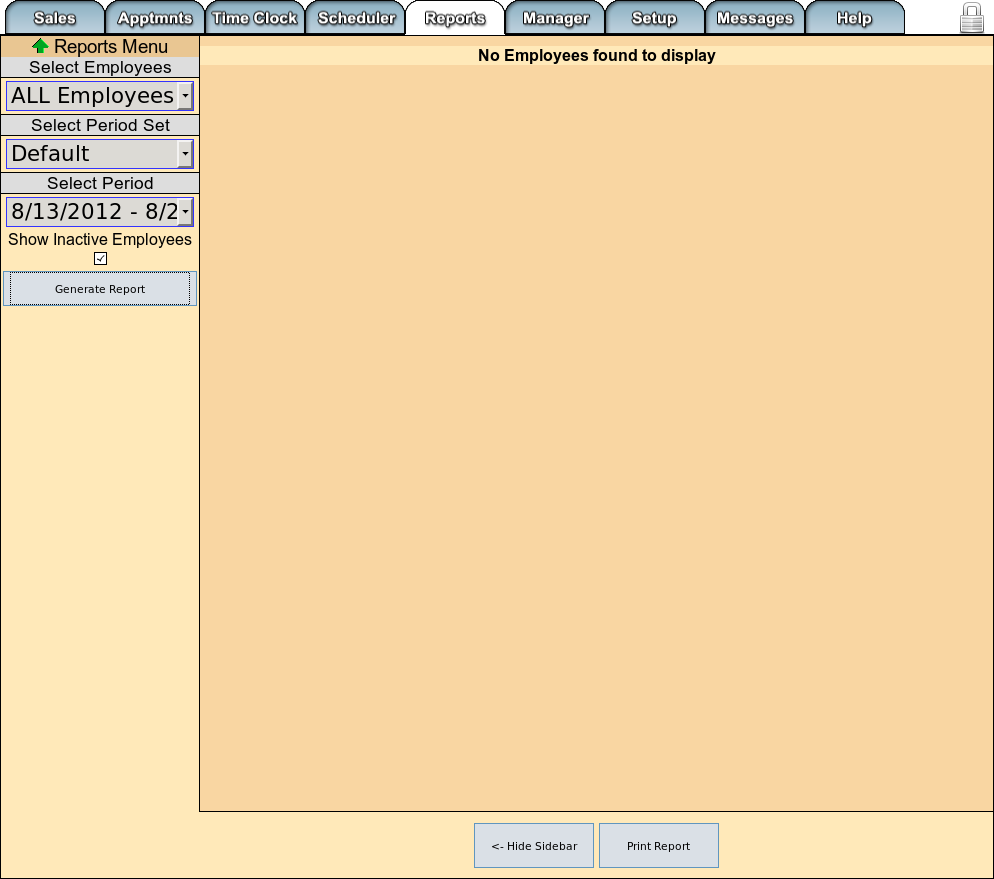 Sales Apptmnts Time Clock Scheduler Reports Manager Setup Messages Help
Reports Menu
Select Employees
ALL Employees
Select Period Set
Default
Select Period
8/13/2012 - 8/2
Show Inactive Employees
Generate Report
No Employees found to display
<- Hide Sidebar Print Report